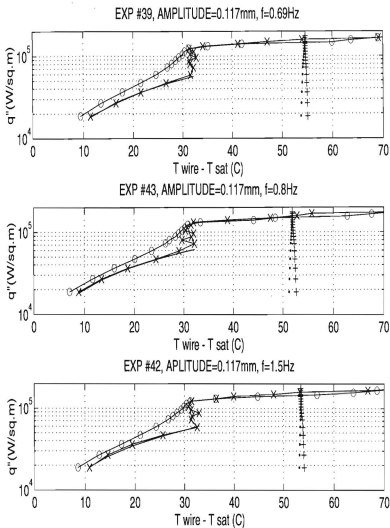 EXP #39, AMPLITUDE=0.117mm, f=0.69Hz
q"(W/sq.m)
10^5
10^4
0 10 20 30 40 50 60 70
T wire - T sat (C)
EXP #43, AMPLITUDE=0.117mm, f=0.8Hz
q"(W/sq.m)
10^5
10^4
0 10 20 30 40 50 60 70
T wire - T sat (C)
EXP #42, APLITUDE=0.117mm, f=1.5Hz
q"(W/sq.m)
10^5
10^4
0 10 20 30 40 50 60 70
T wire - T sat (C)